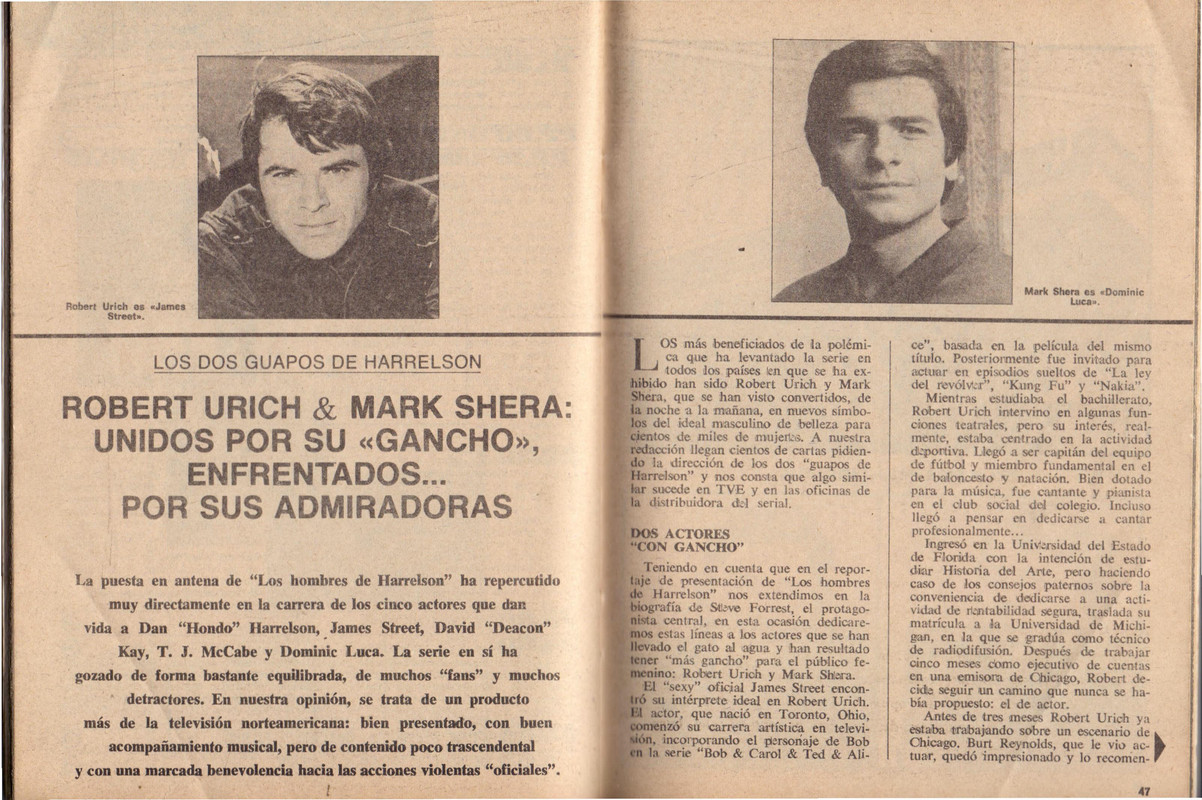 Robert Urich es «James
Street».
LOS DOS GUAPOS DE HARRELSON
ROBERT URICH & MARK SHERA:
UNIDOS POR SU «GANCHO»,
ENFRENTADOS...
POR SUS ADMIRADORAS
La puesta en antena de “Los hombres de Harrelson” ha repercutido
muy directamente en la carrera de los cinco actores que dan
vida a Dan “Hondo” Harrelson, James Street, David “Deacon”
Kay, T. J. McCabe y Dominic Luca. La serie en sí ha
gozado de forma bastante equilibrada, de muchos “fans” y muchos
detractores. En nuestra opinión, se trata de un producto
más de la televisión norteamericana: bien presentado, con buen
acompañamiento musical, pero de contenido poco trascendental
y con una marcada benevolencia hacia las acciones violentas “oficiales”.
Mark Shera es «Dominic
Luca».
LOS más beneficiados de la polémi-
ca que ha levantado la serie en
todos los países en que se ha ex-
hibido han sido Robert Urich y Mark
Shera, que se han visto convertidos, de
la noche a la mañana, en nuevos símbo-
los del ideal masculino de belleza para
cientos de miles de mujeres. A nuestra
redacción llegan cientos de cartas pidien-
do la dirección de los dos “guapos de
Harrelson” y nos consta que algo simi-
lar sucede en TVE y en las oficinas de
la distribuidora del serial.
DOS ACTORES
“CON GANCHO”
Teniendo en cuenta que en el repor-
taje de presentación de “Los hombres
de Harrelson” nos extendimos en la
biografía de Steve Forrest, el protago-
nista central, en esta ocasión dedicare-
mos estas líneas a los actores que se han
llevado el gato al agua y han resultado
tener “más gancho” para el público fe-
menino: Robert Urich y Mark Shera.
El “sexy” oficial James Street encon-
tró su intérprete ideal en Robert Urich.
El actor, que nació en Toronto, Ohio,
comenzó su carrera artística en televi-
sión, incorporando el personaje de Bob
en la serie “Bob & Carol & Ted & Ali-
ce”, basada en la película del mismo
título. Posteriormente fue invitado para
actuar en episodios sueltos de “La ley
del revólver”, “Kung Fu” y “Nakia”.
Mientras estudiaba el bachillerato,
Robert Urich intervino en algunas fun-
ciones teatrales, pero su interés, real-
mente, estaba centrado en la actividad
deportiva. Llegó a ser capitán del equipo
de fútbol y miembro fundamental en el
de baloncesto y natación. Bien dotado
para la música, fue cantante y pianista
en el club social del colegio. Incluso
llegó a pensar en dedicarse a cantar
profesionalmente...
Ingresó en la Universidad del Estado
de Florida con la intención de estu-
diar Historia del Arte, pero haciendo
caso de los consejos paternos sobre la
conveniencia de dedicarse a una acti-
vidad de rentabilidad segura, traslada su
matrícula a la Universidad de Michi-
gan, en la que se gradúa como técnico
de radiodifusión. Después de trabajar
cinco meses como ejecutivo de cuentas
en una emisora de Chicago, Robert de-
cide seguir un camino que nunca se ha-
bía propuesto: el de actor.
Antes de tres meses Robert Urich ya
estaba trabajando sobre un escenario de
Chicago. Burt Reynolds, que le vio ac-
tuar, quedó impresionado y lo recomen-
47